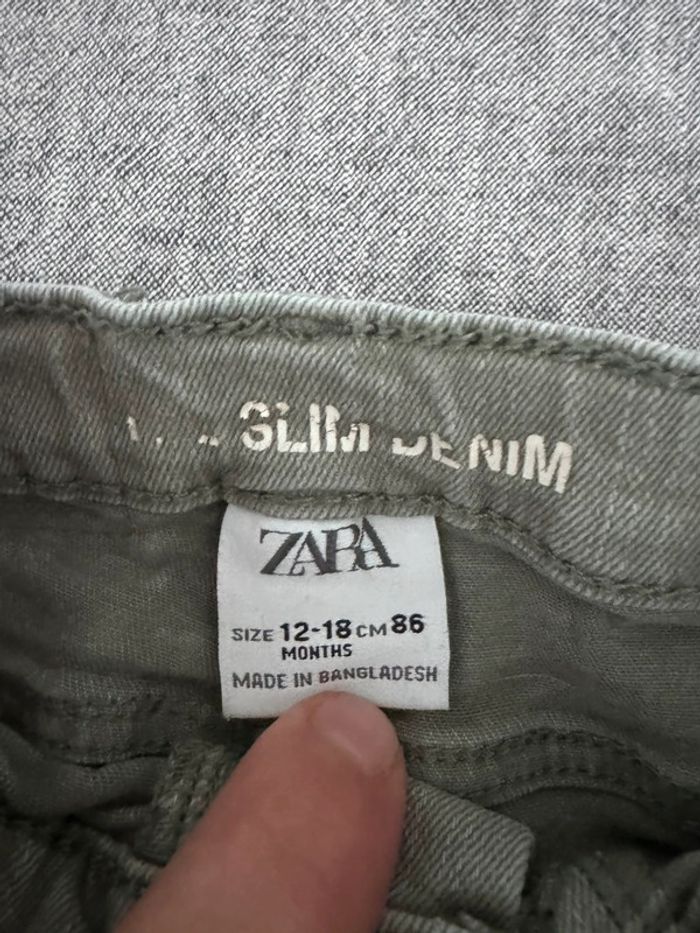 SLIM DENIM
ZARA
SIZE 12-18 CM 86
MONTHS
MADE IN BANGLADESH